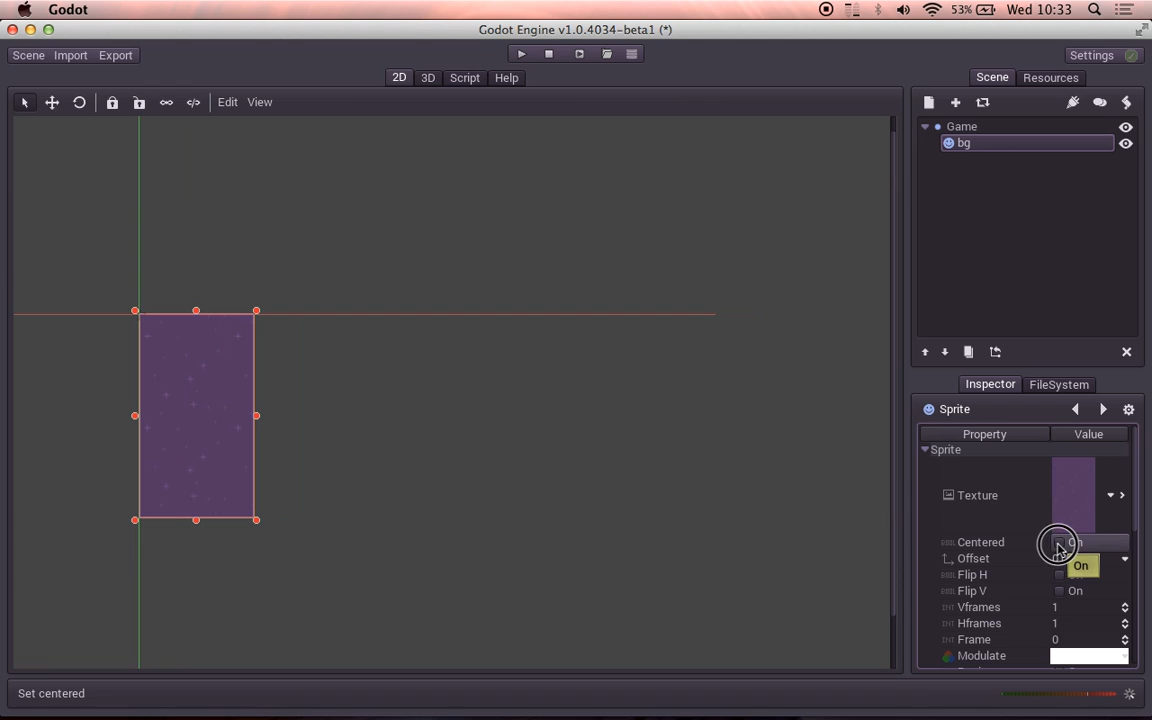 Godot
53%
Wed 10:33
Godot Engine v1.0.4034-beta1 (*)
Scene Import Export
Settings
2D 3D Script Help
Scene Resources
Edit View
Game
bg
Inspector FileSystem
Sprite
Property Value
Sprite
Texture
Centered On
Offset
On
Flip H
Flip V On
Vframes 1
Hframes 1
Frame 0
Modulate
Set centered